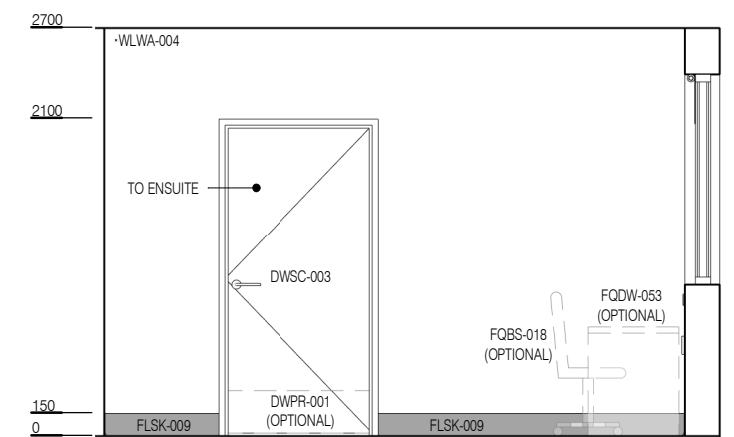 2700
·WLWA-004
2100
TO ENSUITE
DWSC-003
FQDW-053
(OPTIONAL)
FQBS-018
(OPTIONAL)
DWPR-001
(OPTIONAL)
150
FLSK-009
FLSK-009
0